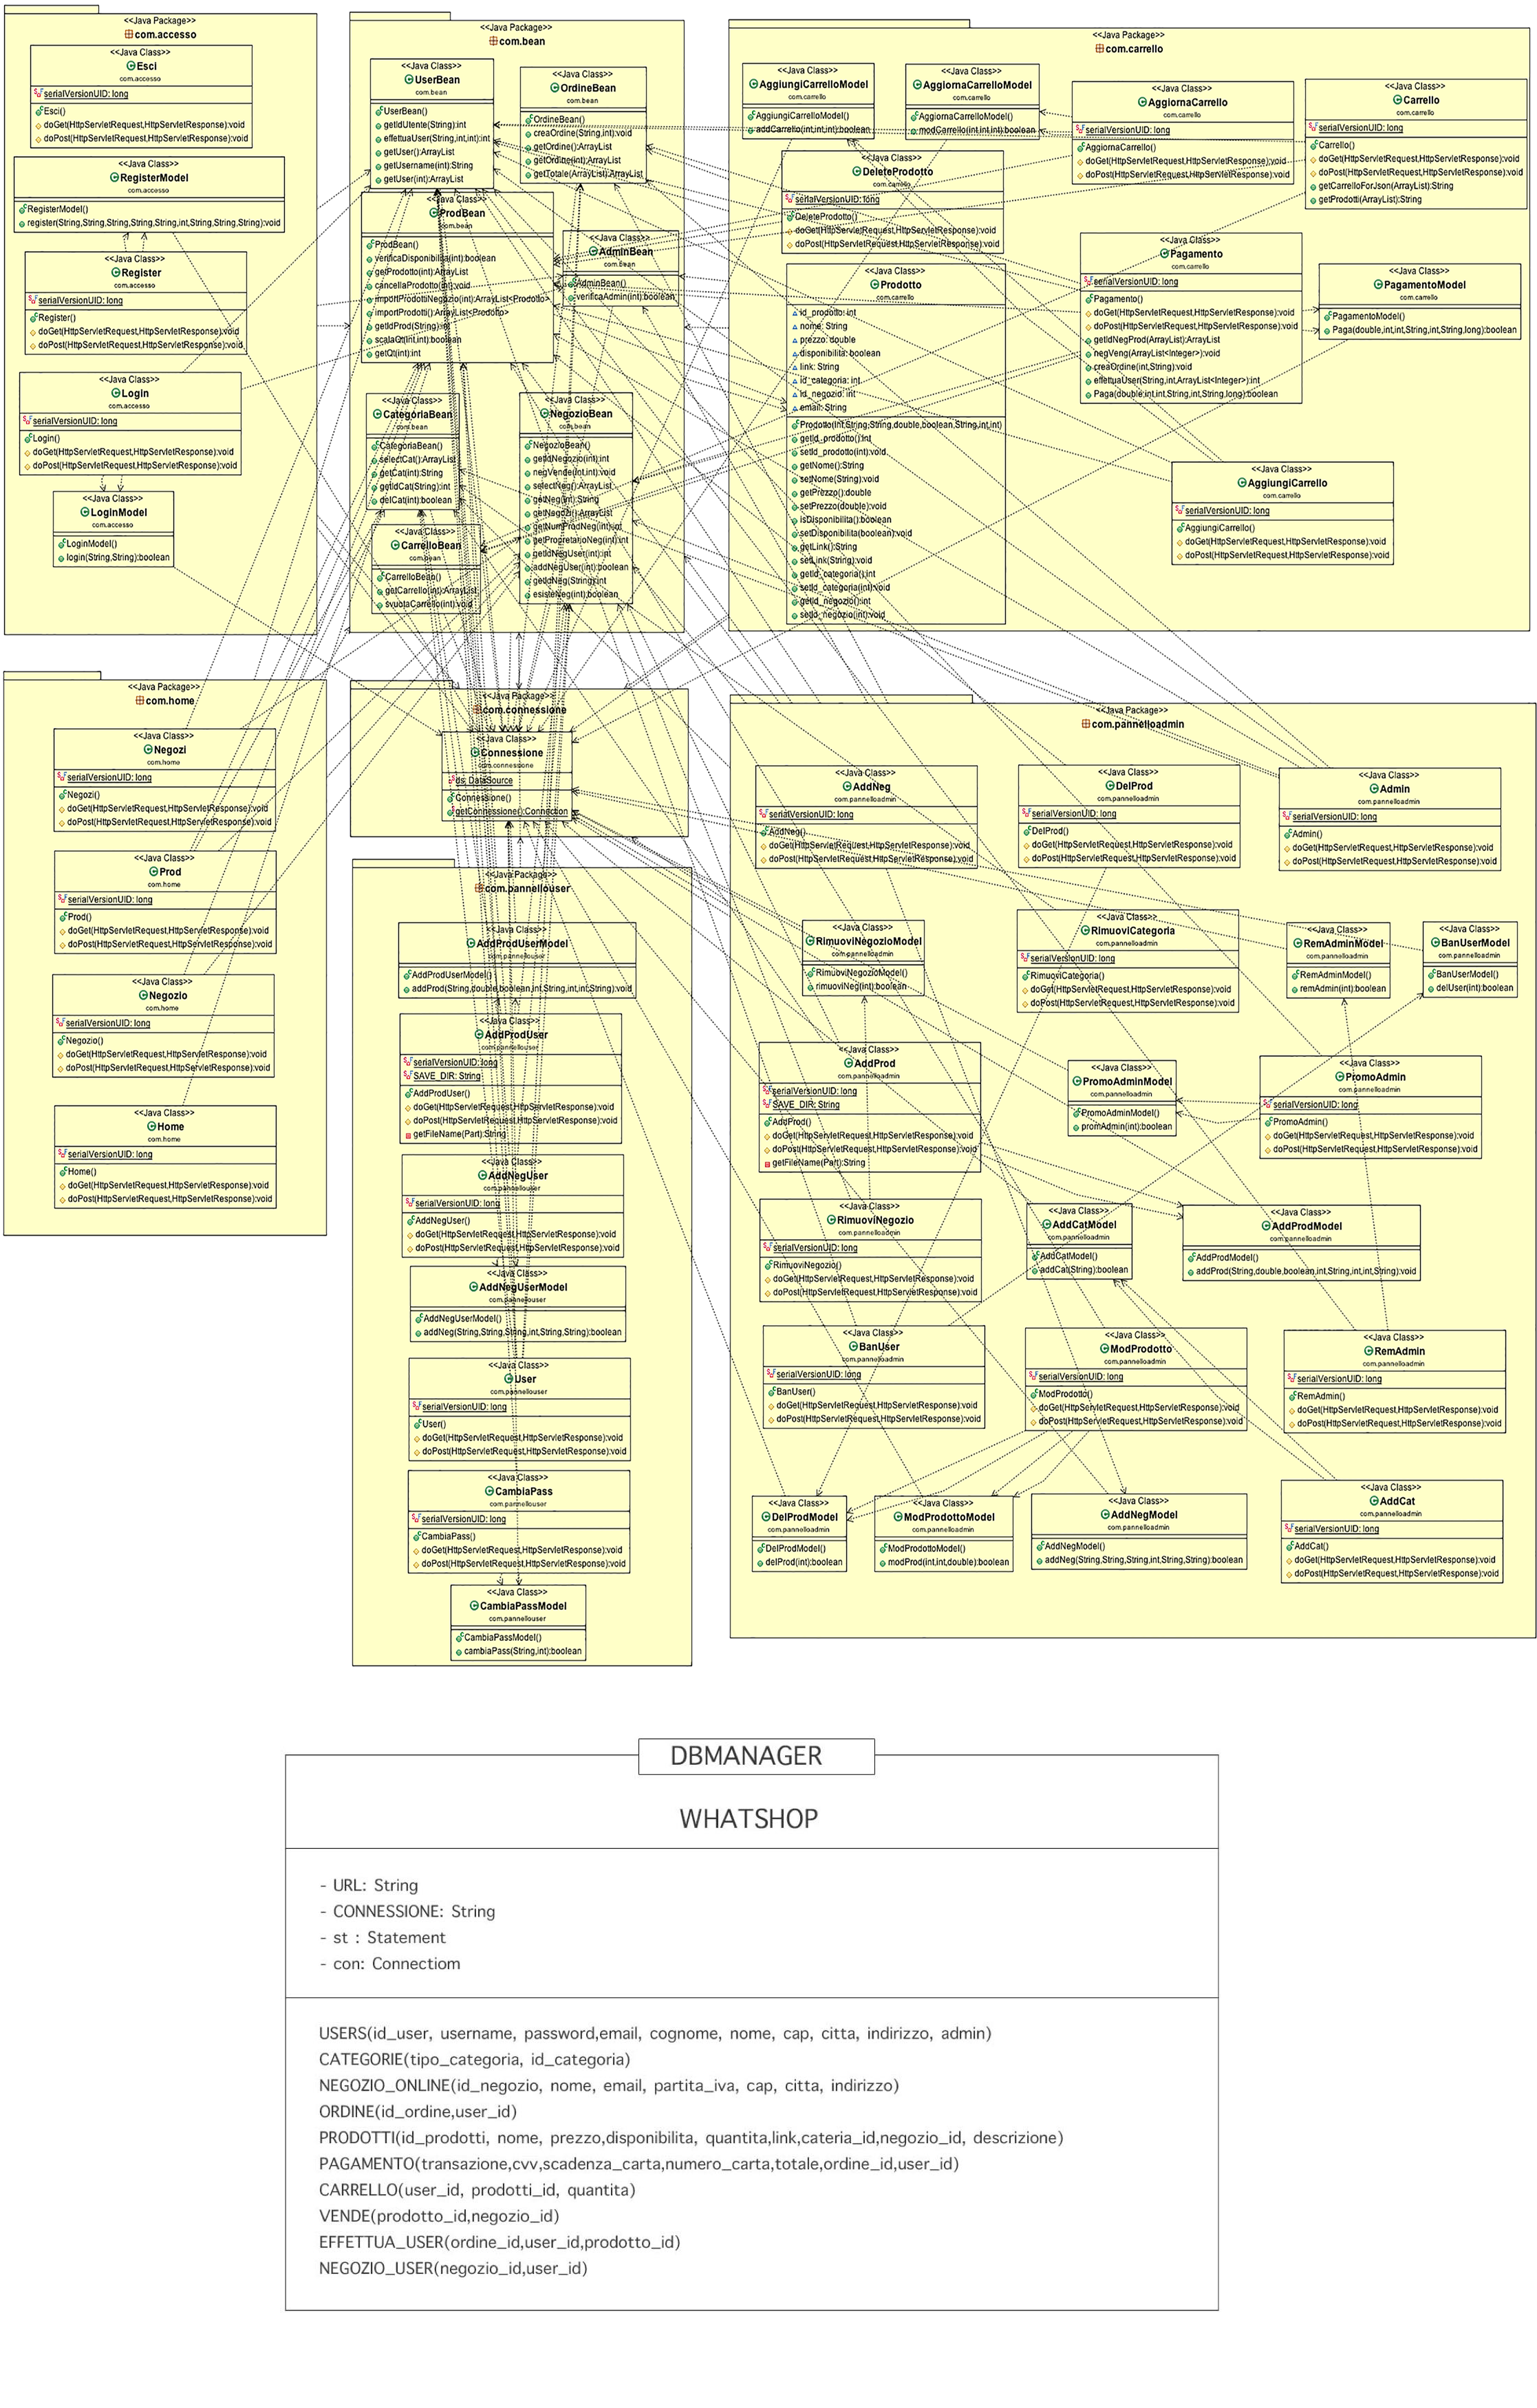 <<Java Package>>
com.accesso
<<Java Class>>
Esci
com.accesso
serialVersionUID: long
Esci()
doGet(HttpServletRequest,HttpServletResponse):void
doPost(HttpServletRequest,HttpServletResponse):void
<<Java Class>>
RegisterModel
com.accesso
RegisterModel()
register(String,String,String,String,int,String,String,String):void
<<Java Class>>
Register
com.accesso
serialVersionUID: long
Register()
doGet(HttpServletRequest,HttpServletResponse):void
doPost(HttpServletRequest,HttpServletResponse):void
<<Java Class>>
Login
com.accesso
serialVersionUID: long
Login()
doGet(HttpServletRequest,HttpServletResponse):void
doPost(HttpServletRequest,HttpServletResponse):void
<<Java Class>>
LoginModel
com.accesso
LoginModel()
login(String,String):boolean
<<Java Package>>
com.bean
<<Java Class>>
UserBean
com.bean
UserBean()
getIdUtente(String):int
effettuaUser(String,int,int):int
getUser():ArrayList
getUsername(int):String
getUser(int):ArrayList
<<Java Class>>
OrdineBean
com.bean
OrdineBean()
creaOrdine(String,int):void
getOrdine():ArrayList
getOrdine(int):ArrayList
getTotale(ArrayList):ArrayList
<<Java Class>>
ProdBean
com.bean
ProdBean()
verificaDisponibilita(int):boolean
getProdotto(int):ArrayList
cancellaProdotto(int):void
importProdottiNegozio(int):ArrayList<Prodotto>
importProdotti():ArrayList<Prodotto>
getIdProd(String):int
scalaQt(int,int):boolean
getQt(int):int
<<Java Class>>
AdminBean
com.bean
AdminBean()
verificaAdmin(int):boolean
<<Java Class>>
CategoriaBean
com.bean
CategoriaBean()
selectCat():ArrayList
getCat(int):String
getIdCat(String):int
delCat(int):boolean
<<Java Class>>
NegozioBean
com.bean
NegozioBean()
getIdNegozio(int):int
negVende(int,int):void
selectNeg():ArrayList
getNeg(int):String
getNegozi():ArrayList
getNumProdNeg(int):int
getProprietarioNeg(int):int
getIdNegUser(int):int
addNegUser(int):boolean
getIdNeg(String):int
esisteNeg(int):boolean
<<Java Class>>
CarrelloBean
com.bean
CarrelloBean()
getCarrello(int):ArrayList
svuotaCarrello(int):void
<<Java Package>>
com.carrello
<<Java Class>>
AggiungiCarrelloModel
com.carrello
AggiungiCarrelloModel()
addCarrello(int,int,int):boolean
<<Java Class>>
AggiornaCarrelloModel
com.carrello
AggiornaCarrelloModel()
modCarrello(int,int,int):boolean
<<Java Class>>
AggiornaCarrello
com.carrello
serialVersionUID: long
AggiornaCarrello()
doGet(HttpServletRequest,HttpServletResponse):void
doPost(HttpServletRequest,HttpServletResponse):void
<<Java Class>>
Carrello
com.carrello
serialVersionUID: long
Carrello()
doGet(HttpServletRequest,HttpServletResponse):void
doPost(HttpServletRequest,HttpServletResponse):void
getCarrelloForJson(ArrayList):String
getProdotti(ArrayList):String
<<Java Class>>
DeleteProdotto
com.carrello
serialVersionUID: long
DeleteProdotto()
doGet(HttpServletRequest,HttpServletResponse):void
doPost(HttpServletRequest,HttpServletResponse):void
<<Java Class>>
Prodotto
com.carrello
id_prodotto: int
nome: String
prezzo: double
disponibilita: boolean
link: String
id_categoria: int
id_negozio: int
email: String
Prodotto(int,String,String,double,boolean,String,int,int)
getId_prodotto():int
setId_prodotto(int):void
getNome():String
setNome(String):void
getPrezzo():double
setPrezzo(double):void
isDisponibilita():boolean
setDisponibilita(boolean):void
getLink():String
setLink(String):void
getId_categoria():int
setId_categoria(int):void
getId_negozio():int
setId_negozio(int):void
<<Java Class>>
Pagamento
com.carrello
serialVersionUID: long
Pagamento()
doGet(HttpServletRequest,HttpServletResponse):void
doPost(HttpServletRequest,HttpServletResponse):void
getIdNegProd(ArrayList):ArrayList
negVeng(ArrayList<Integer>):void
creaOrdine(int,String):void
effettuaUser(String,int,ArrayList<Integer>):int
Paga(double,int,int,String,int,String,long):boolean
<<Java Class>>
PagamentoModel
com.carrello
PagamentoModel()
Paga(double,int,int,String,int,String,long):boolean
<<Java Class>>
AggiungiCarrello
com.carrello
serialVersionUID: long
AggiungiCarrello()
doGet(HttpServletRequest,HttpServletResponse):void
doPost(HttpServletRequest,HttpServletResponse):void
<<Java Package>>
com.home
<<Java Class>>
Negozi
com.home
serialVersionUID: long
Negozi()
doGet(HttpServletRequest,HttpServletResponse):void
doPost(HttpServletRequest,HttpServletResponse):void
<<Java Class>>
Prod
com.home
serialVersionUID: long
Prod()
doGet(HttpServletRequest,HttpServletResponse):void
doPost(HttpServletRequest,HttpServletResponse):void
<<Java Class>>
Negozio
com.home
serialVersionUID: long
Negozio()
doGet(HttpServletRequest,HttpServletResponse):void
doPost(HttpServletRequest,HttpServletResponse):void
<<Java Class>>
Home
com.home
serialVersionUID: long
Home()
doGet(HttpServletRequest,HttpServletResponse):void
doPost(HttpServletRequest,HttpServletResponse):void
<<Java Package>>
com.connessione
<<Java Class>>
Connessione
com.connessione
ds: DataSource
Connessione()
getConnessione():Connection
<<Java Package>>
com.pannellouser
<<Java Class>>
AddProdUserModel
com.pannellouser
AddProdUserModel()
addProd(String,double,boolean,int,String,int,int,String):void
<<Java Class>>
AddProdUser
com.pannellouser
serialVersionUID: long
SAVE_DIR: String
AddProdUser()
doGet(HttpServletRequest,HttpServletResponse):void
doPost(HttpServletRequest,HttpServletResponse):void
getFileName(Part):String
<<Java Class>>
AddNegUser
com.pannellouser
serialVersionUID: long
AddNegUser()
doGet(HttpServletRequest,HttpServletResponse):void
doPost(HttpServletRequest,HttpServletResponse):void
<<Java Class>>
AddNegUserModel
com.pannellouser
AddNegUserModel()
addNeg(String,String,String,int,String,String):boolean
<<Java Class>>
User
com.pannellouser
serialVersionUID: long
User()
doGet(HttpServletRequest,HttpServletResponse):void
doPost(HttpServletRequest,HttpServletResponse):void
<<Java Class>>
CambiaPass
com.pannellouser
serialVersionUID: long
CambiaPass()
doGet(HttpServletRequest,HttpServletResponse):void
doPost(HttpServletRequest,HttpServletResponse):void
<<Java Class>>
CambiaPassModel
com.pannellouser
CambiaPassModel()
cambiaPass(String,int):boolean
<<Java Package>>
com.pannelloadmin
<<Java Class>>
AddNeg
com.pannelloadmin
serialVersionUID: long
AddNeg()
doGet(HttpServletRequest,HttpServletResponse):void
doPost(HttpServletRequest,HttpServletResponse):void
<<Java Class>>
DelProd
com.pannelloadmin
serialVersionUID: long
DelProd()
doGet(HttpServletRequest,HttpServletResponse):void
doPost(HttpServletRequest,HttpServletResponse):void
<<Java Class>>
Admin
com.pannelloadmin
serialVersionUID: long
Admin()
doGet(HttpServletRequest,HttpServletResponse):void
doPost(HttpServletRequest,HttpServletResponse):void
<<Java Class>>
RimuoviNegozioModel
com.pannelloadmin
RimuoviNegozioModel()
rimuoviNeg(int):boolean
<<Java Class>>
RimuoviCategoria
com.pannelloadmin
serialVersionUID: long
RimuoviCategoria()
doGet(HttpServletRequest,HttpServletResponse):void
doPost(HttpServletRequest,HttpServletResponse):void
<<Java Class>>
RemAdminModel
com.pannelloadmin
RemAdminModel()
remAdmin(int):boolean
<<Java Class>>
BanUserModel
com.pannelloadmin
BanUserModel()
delUser(int):boolean
<<Java Class>>
AddProd
com.pannelloadmin
serialVersionUID: long
SAVE_DIR: String
AddProd()
doGet(HttpServletRequest,HttpServletResponse):void
doPost(HttpServletRequest,HttpServletResponse):void
getFileName(Part):String
<<Java Class>>
PromoAdminModel
com.pannelloadmin
PromoAdminModel()
promAdmin(int):boolean
<<Java Class>>
PromoAdmin
com.pannelloadmin
serialVersionUID: long
PromoAdmin()
doGet(HttpServletRequest,HttpServletResponse):void
doPost(HttpServletRequest,HttpServletResponse):void
<<Java Class>>
RimuoviNegozio
com.pannelloadmin
serialVersionUID: long
RimuoviNegozio()
doGet(HttpServletRequest,HttpServletResponse):void
doPost(HttpServletRequest,HttpServletResponse):void
<<Java Class>>
AddCatModel
com.pannelloadmin
AddCatModel()
addCat(String):boolean
<<Java Class>>
AddProdModel
com.pannelloadmin
AddProdModel()
addProd(String,double,boolean,int,String,int,int,String):void
<<Java Class>>
BanUser
com.pannelloadmin
serialVersionUID: long
BanUser()
doGet(HttpServletRequest,HttpServletResponse):void
doPost(HttpServletRequest,HttpServletResponse):void
<<Java Class>>
ModProdotto
com.pannelloadmin
serialVersionUID: long
ModProdotto()
doGet(HttpServletRequest,HttpServletResponse):void
doPost(HttpServletRequest,HttpServletResponse):void
<<Java Class>>
RemAdmin
com.pannelloadmin
serialVersionUID: long
RemAdmin()
doGet(HttpServletRequest,HttpServletResponse):void
doPost(HttpServletRequest,HttpServletResponse):void
<<Java Class>>
DelProdModel
com.pannelloadmin
DelProdModel()
delProd(int):boolean
<<Java Class>>
ModProdottoModel
com.pannelloadmin
ModProdottoModel()
modProd(int,int,double):boolean
<<Java Class>>
AddNegModel
com.pannelloadmin
AddNegModel()
addNeg(String,String,String,int,String,String):boolean
<<Java Class>>
AddCat
com.pannelloadmin
serialVersionUID: long
AddCat()
doGet(HttpServletRequest,HttpServletResponse):void
doPost(HttpServletRequest,HttpServletResponse):void
DBMANAGER
WHATSHOP
- URL: String
- CONNESSIONE: String
- st : Statement
- con: Connectiom
USERS(id_user, username, password,email, cognome, nome, cap, citta, indirizzo, admin)
CATEGORIE(tipo_categoria, id_categoria)
NEGOZIO_ONLINE(id_negozio, nome, email, partita_iva, cap, citta, indirizzo)
ORDINE(id_ordine,user_id)
PRODOTTI(id_prodotti, nome, prezzo,disponibilita, quantita,link,cateria_id,negozio_id, descrizione)
PAGAMENTO(transazione,cvv,scadenza_carta,numero_carta,totale,ordine_id,user_id)
CARRELLO(user_id, prodotti_id, quantita)
VENDE(prodotto_id,negozio_id)
EFFETTUA_USER(ordine_id,user_id,prodotto_id)
NEGOZIO_USER(negozio_id,user_id)